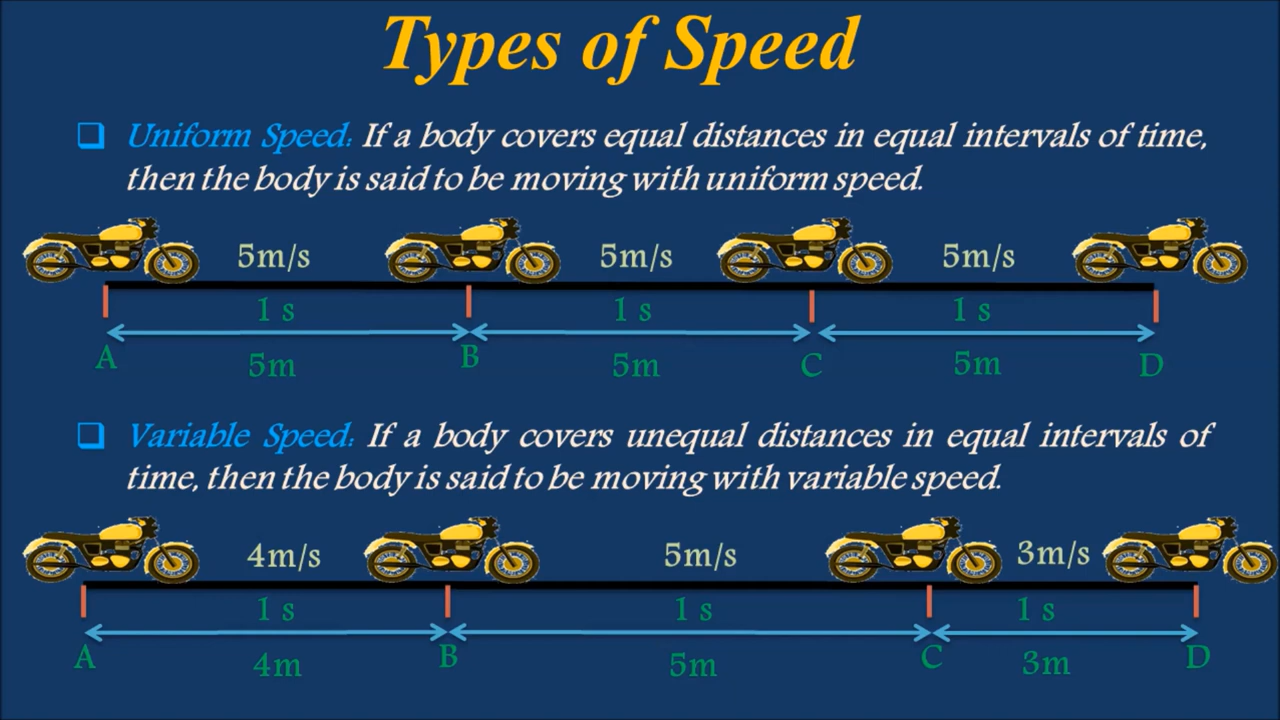 Types of Speed
Uniform Speed: If a body covers equal distances in equal intervals of time,
then the body is said to be moving with uniform speed.
5m/s 5m/s 5m/s
1 s 1 s 1 s
A B C D
5m 5m 5m
Variable Speed: If a body covers unequal distances in equal intervals of
time, then the body is said to be moving with variable speed.
4m/s 5m/s 3m/s
1 s 1 s 1 s
A B C D
4m 5m 3m